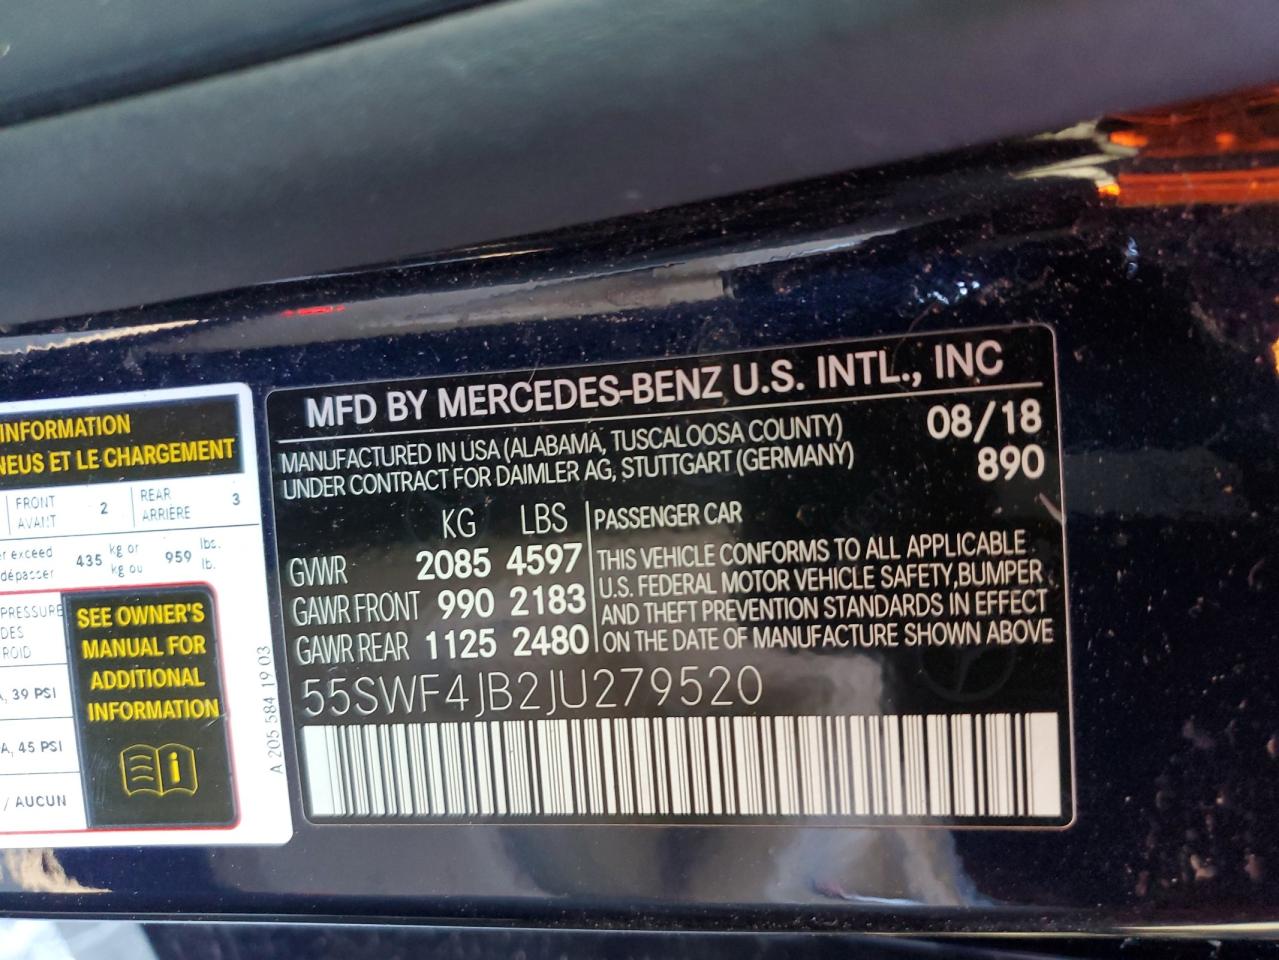 INFORMATION
NEUS ET LE CHARGEMENT
FRONT 2 REAR 3
AVANT ARRIÈRE
er exceed 435 kg or 959 lbs.
dépasser kg ou lb.
PRESSURE
DES
ROID
A, 39 PSI
A, 45 PSI
/ AUCUN
SEE OWNER'S
MANUAL FOR
ADDITIONAL
INFORMATION
A 205 584 19 03
MFD BY MERCEDES-BENZ U.S. INTL., INC
MANUFACTURED IN USA (ALABAMA, TUSCALOOSA COUNTY) 08/18
UNDER CONTRACT FOR DAIMLER AG, STUTTGART (GERMANY) 890
KG LBS
GVWR 2085 4597
GAWR FRONT 990 2183
GAWR REAR 1125 2480
PASSENGER CAR
THIS VEHICLE CONFORMS TO ALL APPLICABLE
U.S. FEDERAL MOTOR VEHICLE SAFETY,BUMPER
AND THEFT PREVENTION STANDARDS IN EFFECT
ON THE DATE OF MANUFACTURE SHOWN ABOVE
55SWF4JB2JU279520